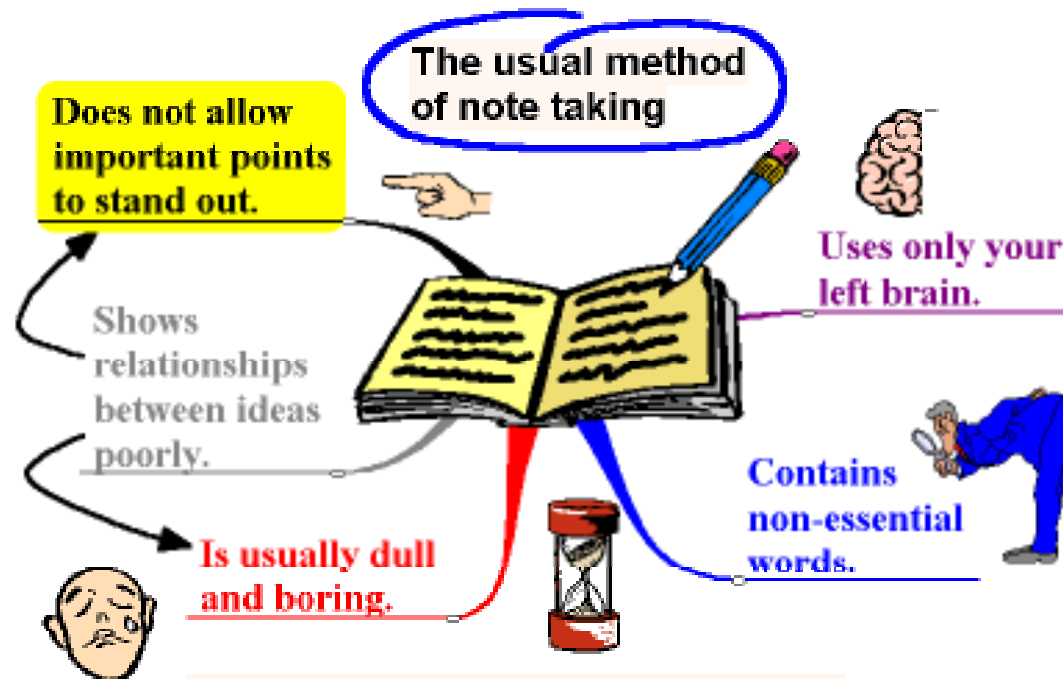 The usual method
of note taking
Does not allow
important points
to stand out.
Uses only your
left brain.
Shows
relationships
between ideas
poorly.
Contains
non-essential
words.
Is usually dull
and boring.